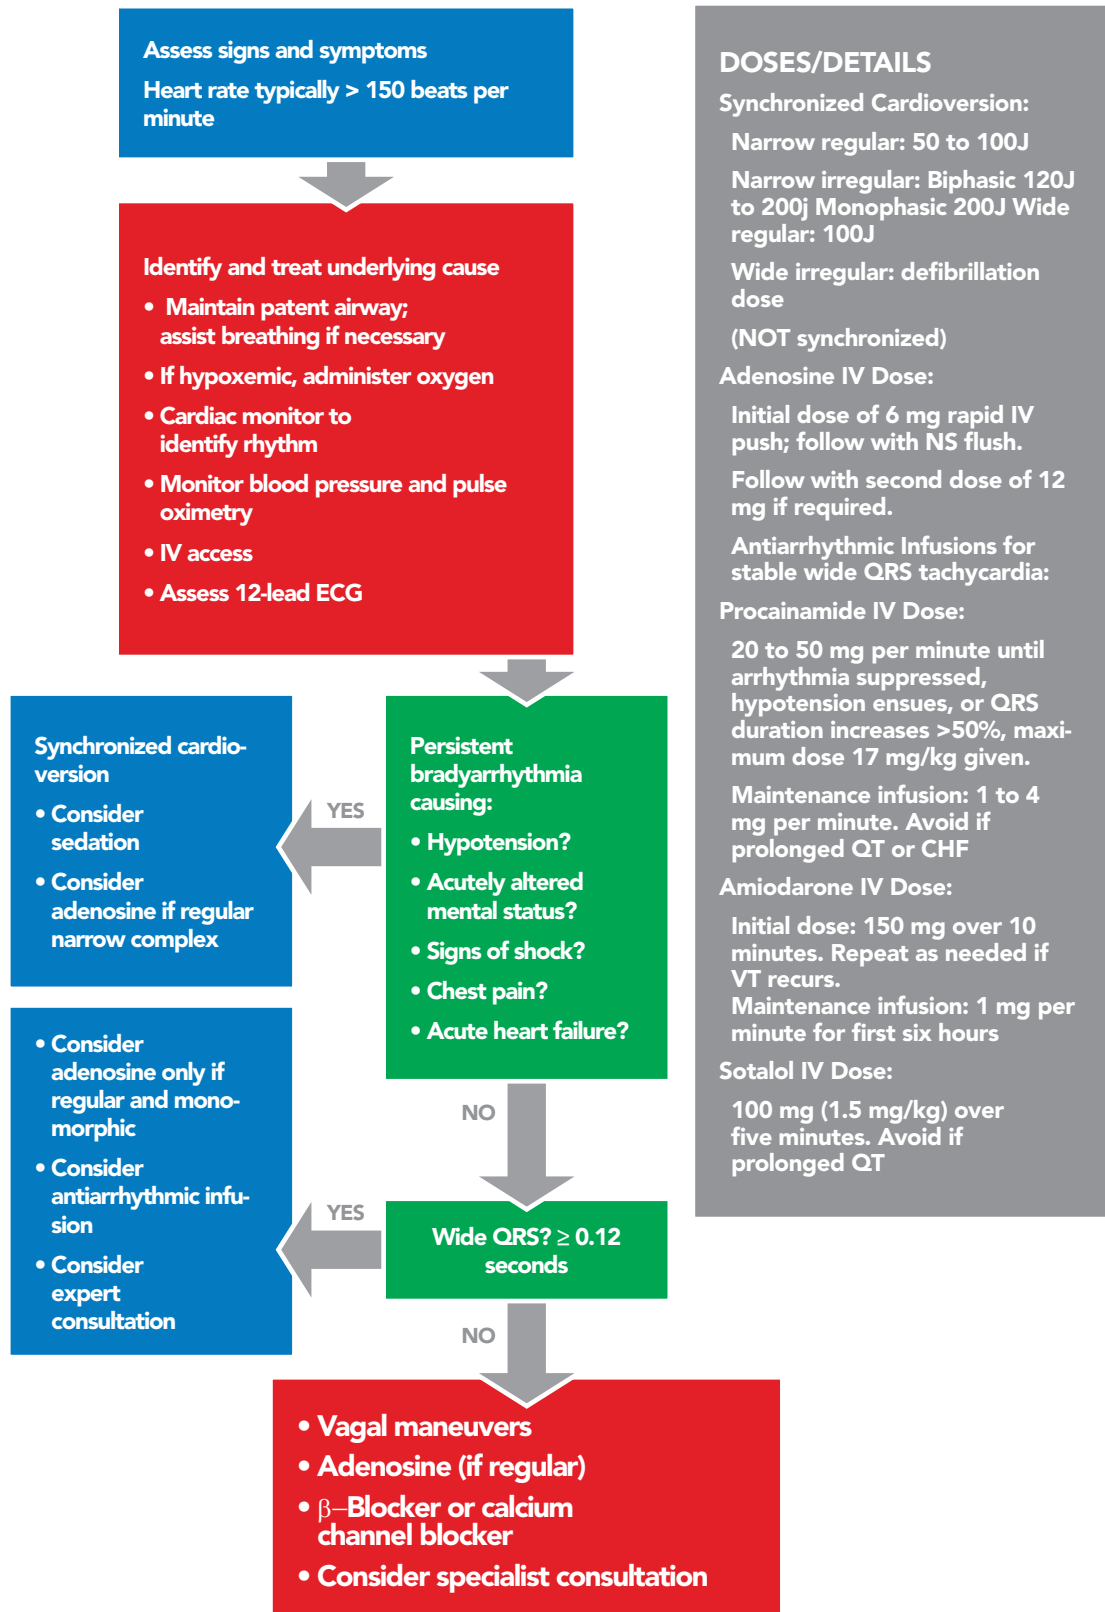 Assess signs and symptoms
Heart rate typically > 150 beats per
minute
Identify and treat underlying cause
• Maintain patent airway;
assist breathing if necessary
• If hypoxemic, administer oxygen
• Cardiac monitor to
identify rhythm
• Monitor blood pressure and pulse
oximetry
• IV access
• Assess 12-lead ECG
Persistent
bradyarrhythmia
causing:
• Hypotension?
• Acutely altered
mental status?
• Signs of shock?
• Chest pain?
• Acute heart failure?
YES
Synchronized cardio-
version
• Consider
sedation
• Consider
adenosine if regular
narrow complex
NO
Wide QRS? ≥ 0.12
seconds
YES
• Consider
adenosine only if
regular and mono-
morphic
• Consider
antiarrhythmic infu-
sion
• Consider
expert
consultation
NO
• Vagal maneuvers
• Adenosine (if regular)
• β–Blocker or calcium
channel blocker
• Consider specialist consultation
DOSES/DETAILS
Synchronized Cardioversion:
Narrow regular: 50 to 100J
Narrow irregular: Biphasic 120J
to 200j Monophasic 200J Wide
regular: 100J
Wide irregular: defibrillation
dose
(NOT synchronized)
Adenosine IV Dose:
Initial dose of 6 mg rapid IV
push; follow with NS flush.
Follow with second dose of 12
mg if required.
Antiarrhythmic Infusions for
stable wide QRS tachycardia:
Procainamide IV Dose:
20 to 50 mg per minute until
arrhythmia suppressed,
hypotension ensues, or QRS
duration increases >50%, maxi-
mum dose 17 mg/kg given.
Maintenance infusion: 1 to 4
mg per minute. Avoid if
prolonged QT or CHF
Amiodarone IV Dose:
Initial dose: 150 mg over 10
minutes. Repeat as needed if
VT recurs.
Maintenance infusion: 1 mg per
minute for first six hours
Sotalol IV Dose:
100 mg (1.5 mg/kg) over
five minutes. Avoid if
prolonged QT